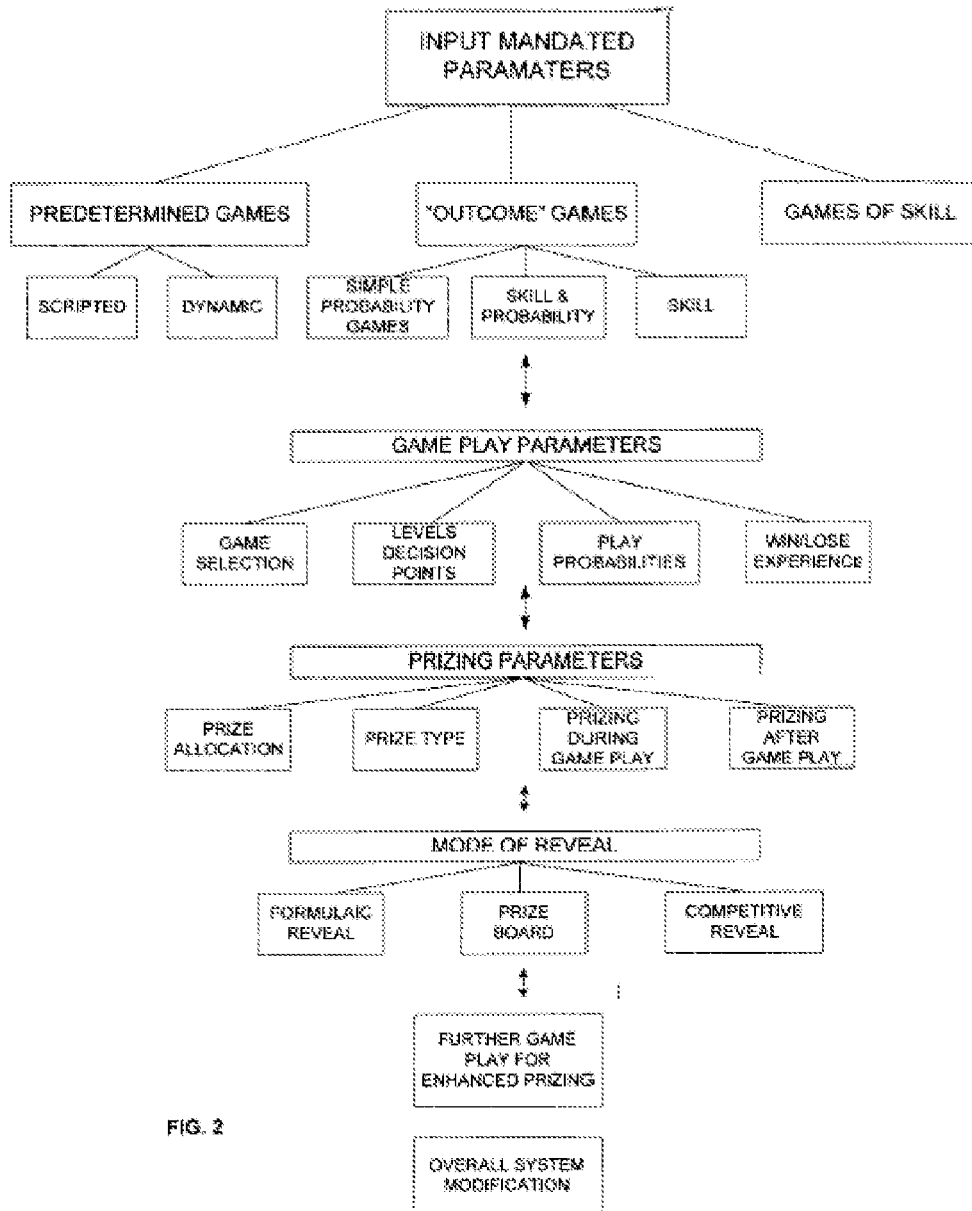 INPUT MANDATED
PARAMATERS
PREDETERMINED GAMES
"OUTCOME" GAMES
GAMES OF SKILL
SCRIPTED
DYNAMIC
SIMPLE
PROBABILITY
GAMES
SKILL &
PROBABILITY
SKILL
GAME PLAY PARAMETERS
GAME
SELECTION
LEVELS
DECISION
POINTS
PLAY
PROBABILITIES
WIN/LOSE
EXPERIENCE
PRIZING PARAMETERS
PRIZE
ALLOCATION
PRIZE TYPE
PRIZING
DURING
GAME PLAY
PRIZING
AFTER
GAME PLAY
MODE OF REVEAL
FORMULAIC
REVEAL
PRIZE
BOARD
COMPETITIVE
REVEAL
FURTHER GAME
PLAY FOR
ENHANCED PRIZING
FIG. 2
OVERALL SYSTEM
MODIFICATION